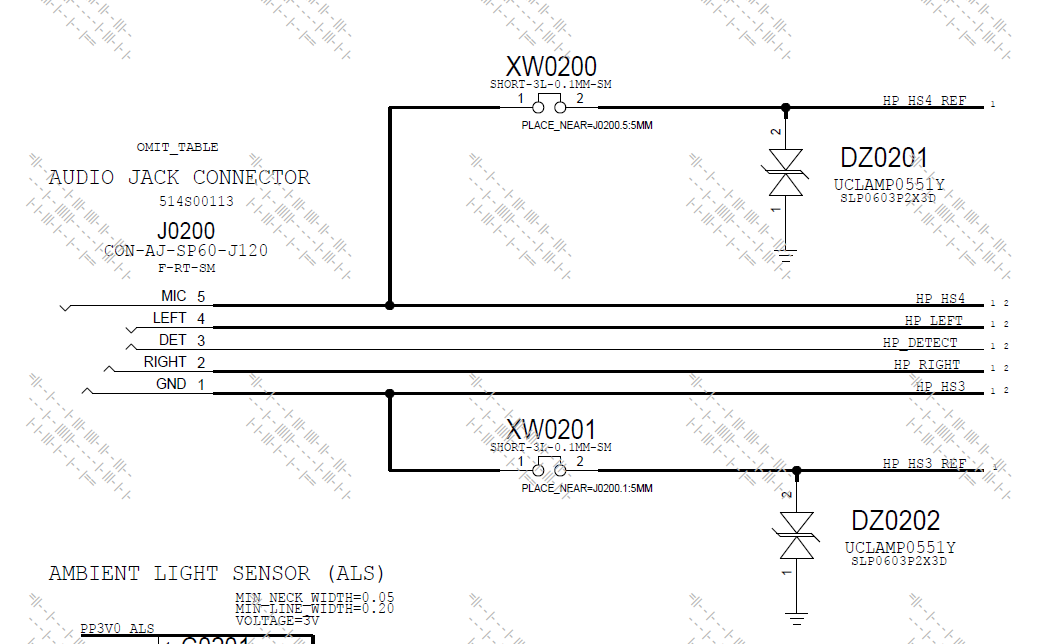 XW0200
SHORT-3L-0.1MM-SM
1 2
HP_HS4_REF 1
PLACE_NEAR=J0200.5:5MM
2
OMIT_TABLE
AUDIO JACK CONNECTOR
514S00113
DZ0201
UCLAMP0551Y
SLP0603P2X3D
1
J0200
CON-AJ-SP60-J120
F-RT-SM
MIC 5 HP_HS4 1 2
LEFT 4 HP_LEFT 1 2
DET 3 HP_DETECT 1 2
RIGHT 2 HP_RIGHT 1 2
GND 1 HP_HS3 1 2
XW0201
SHORT-3L-0.1MM-SM
1 2
HP_HS3_REF 1
PLACE_NEAR=J0200.1:5MM
2
DZ0202
UCLAMP0551Y
SLP0603P2X3D
1
AMBIENT LIGHT SENSOR (ALS)
MIN_NECK_WIDTH=0.05
MIN_LINE_WIDTH=0.20
VOLTAGE=3V
PP3V0_ALS